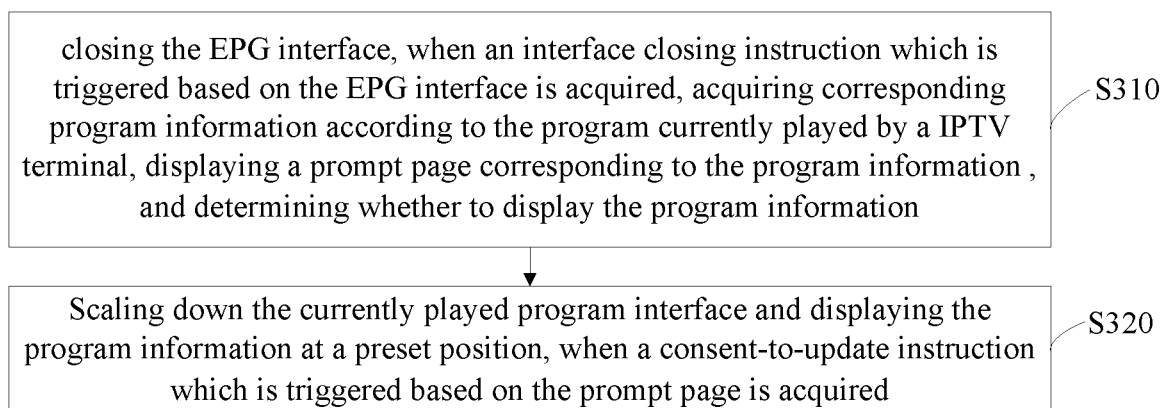 closing the EPG interface, when an interface closing instruction which is
triggered based on the EPG interface is acquired, acquiring corresponding
program information according to the program currently played by a IPTV
terminal, displaying a prompt page corresponding to the program information ,
and determining whether to display the program information
S310
Scaling down the currently played program interface and displaying the
program information at a preset position, when a consent-to-update instruction
which is triggered based on the prompt page is acquired
S320